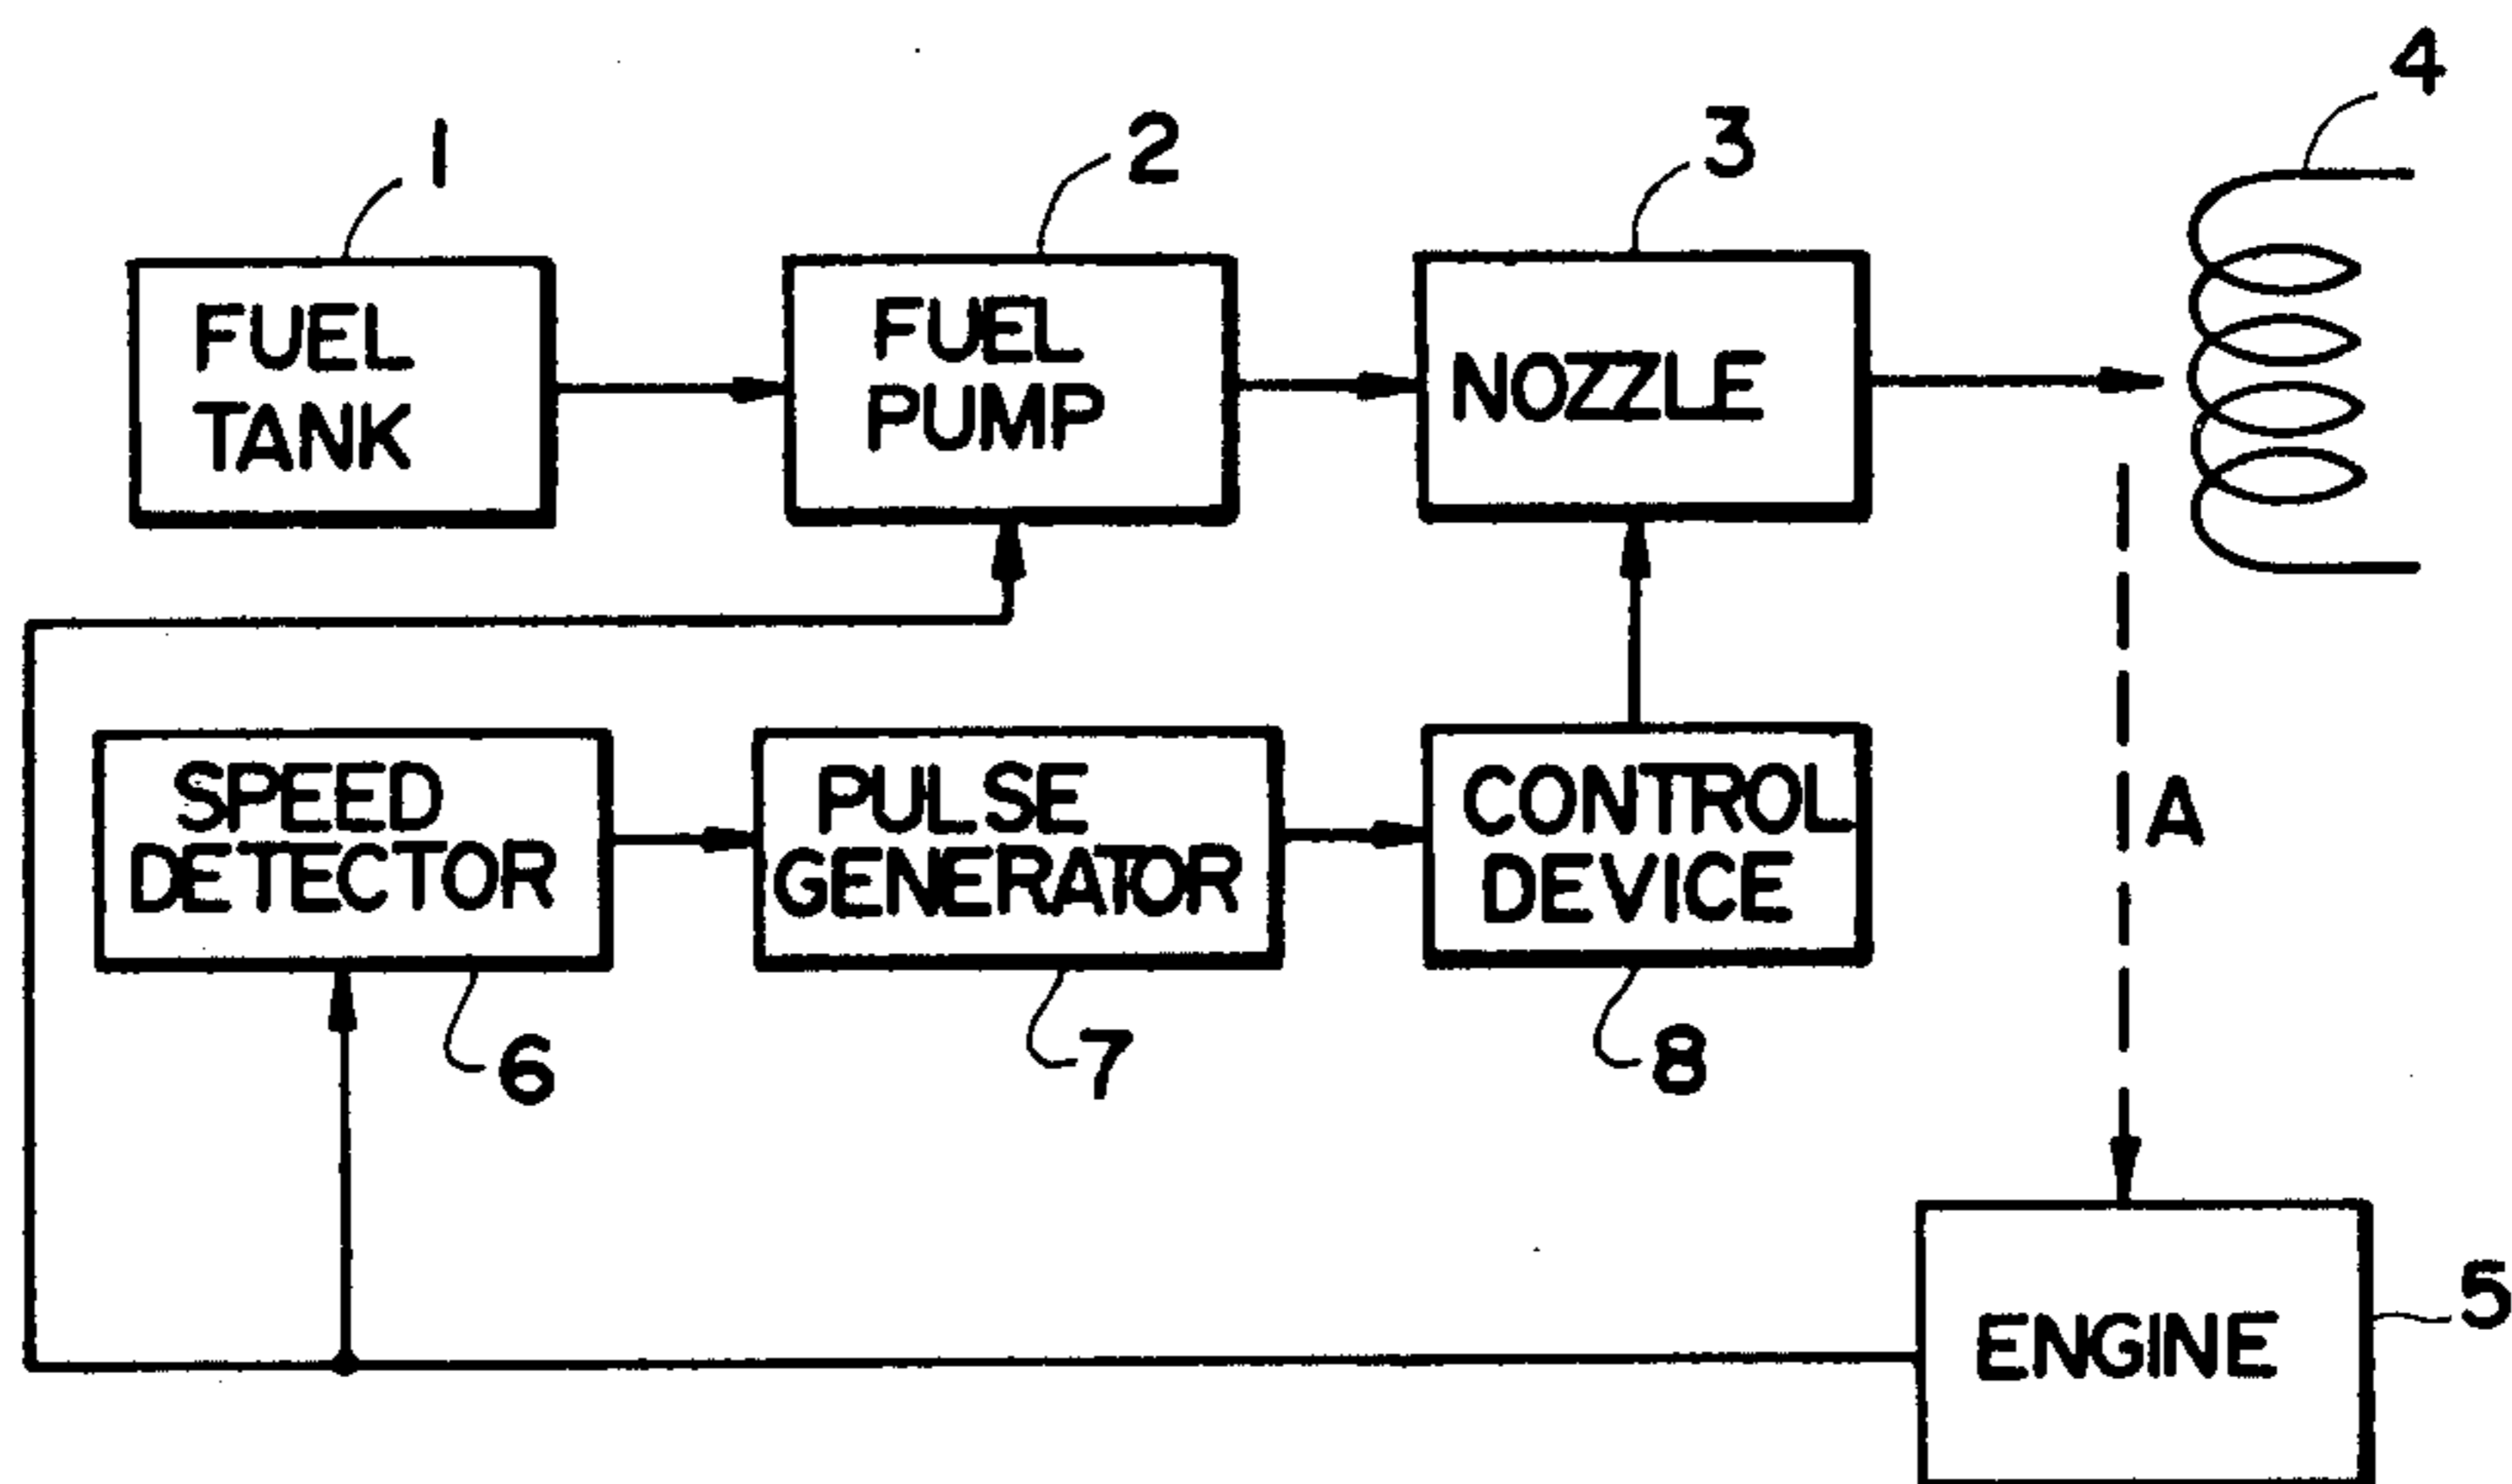 1
2
3
4
FUEL
TANK
FUEL
PUMP
NOZZLE
SPEED
DETECTOR
PULSE
GENERATOR
CONTROL
DEVICE
A
6
7
8
ENGINE
5